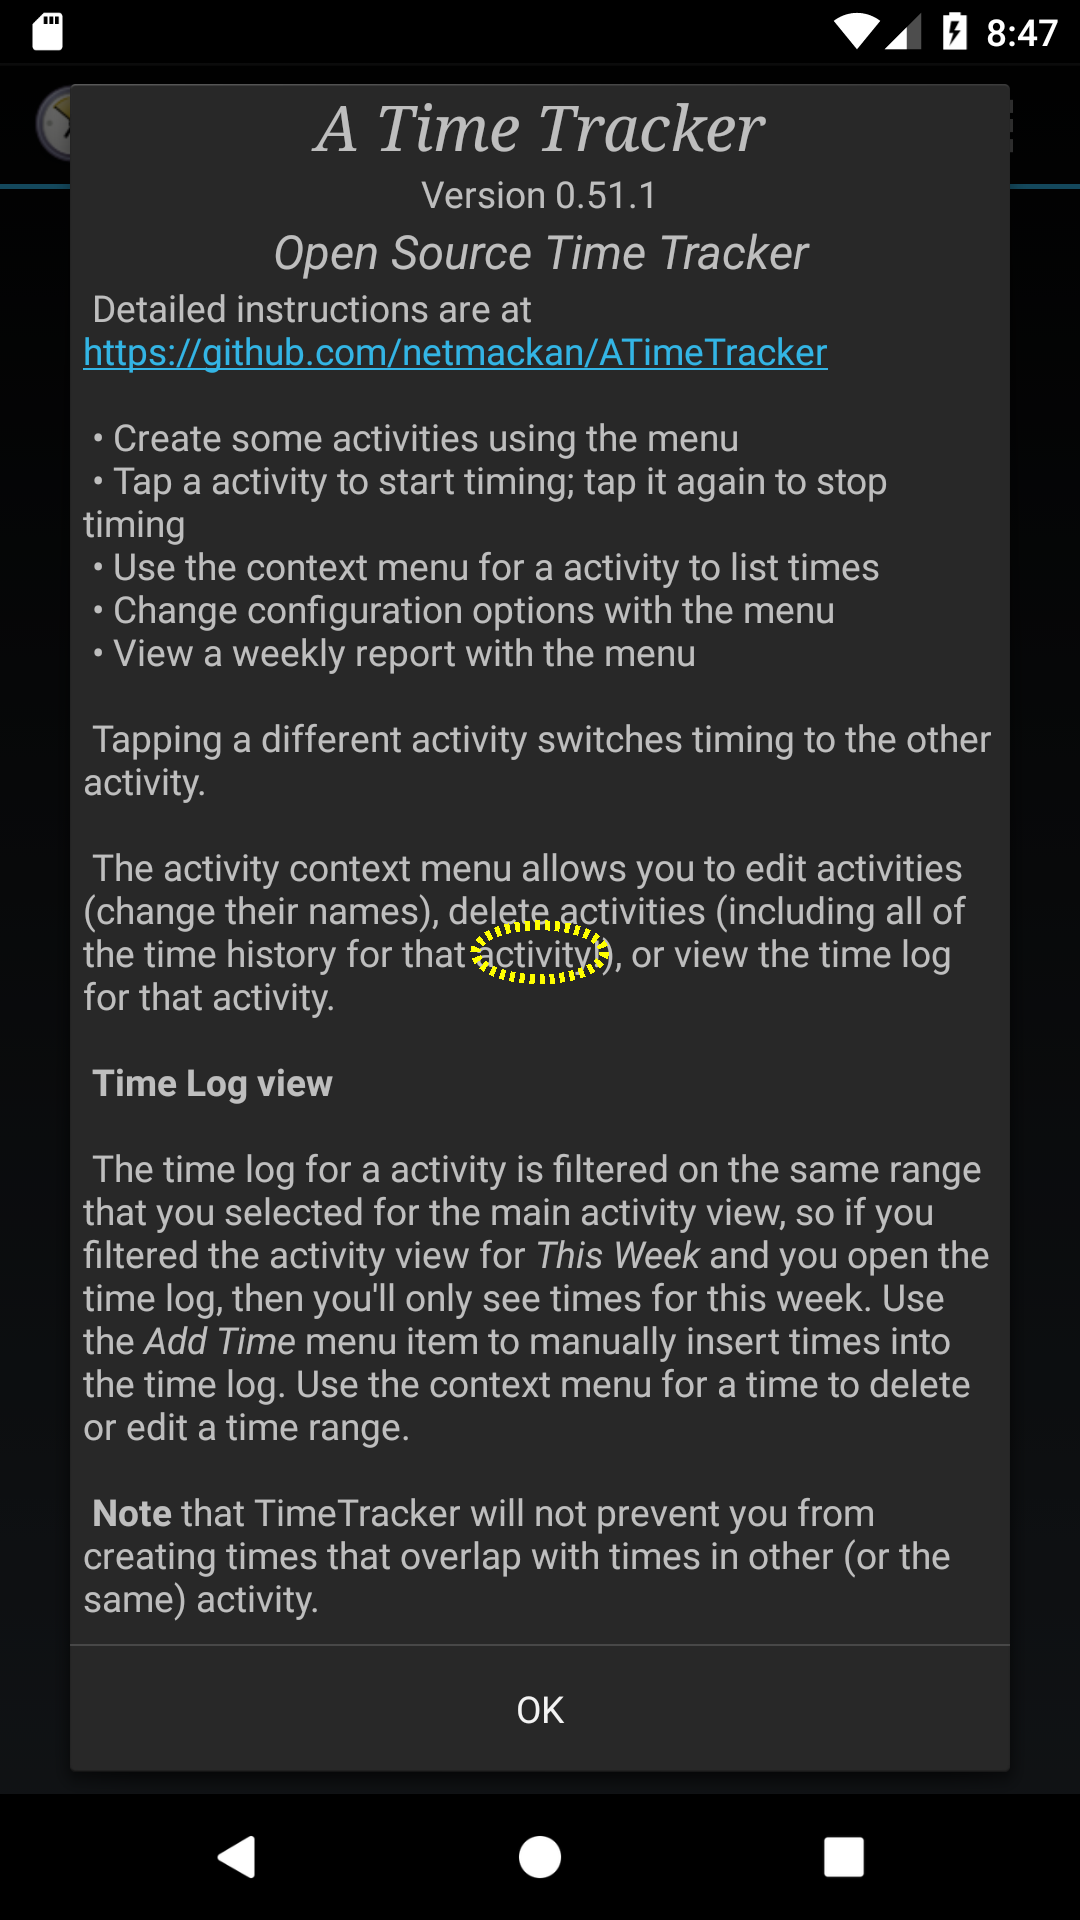 8:47
A Time Tracker
Version 0.51.1
Open Source Time Tracker
Detailed instructions are at
https://github.com/netmackan/ATimeTracker
• Create some activities using the menu
• Tap a activity to start timing; tap it again to stop
timing
• Use the context menu for a activity to list times
• Change configuration options with the menu
• View a weekly report with the menu
Tapping a different activity switches timing to the other
activity.
The activity context menu allows you to edit activities
(change their names), delete activities (including all of
the time history for that activity!), or view the time log
for that activity.
Time Log view
The time log for a activity is filtered on the same range
that you selected for the main activity view, so if you
filtered the activity view for This Week and you open the
time log, then you'll only see times for this week. Use
the Add Time menu item to manually insert times into
the time log. Use the context menu for a time to delete
or edit a time range.
Note that TimeTracker will not prevent you from
creating times that overlap with times in other (or the
same) activity.
OK